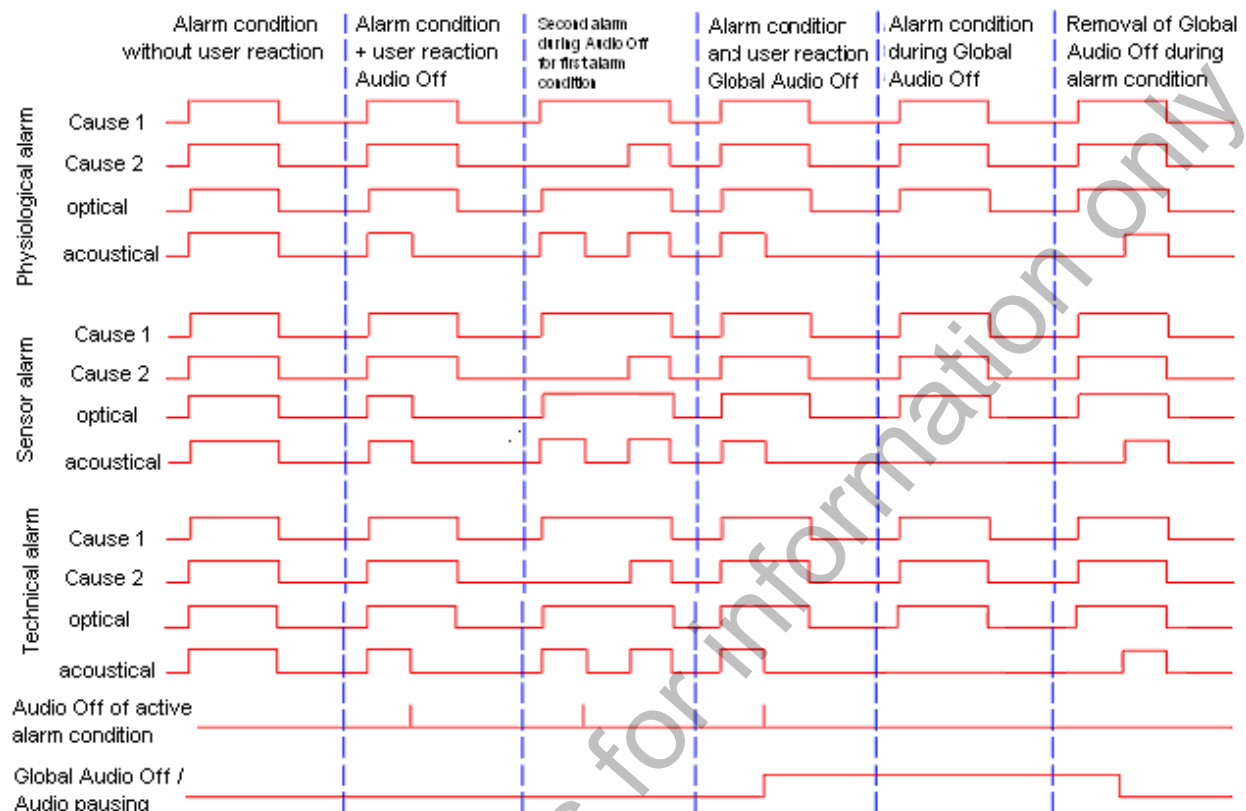 Alarm condition
without user reaction
Alarm condition
+ user reaction
Audio Off
Second alarm
during Audio Off
for first alarm
condition
Alarm condition
and user reaction
Global Audio Off
Alarm condition
during Global
Audio Off
Removal of Global
Audio Off during
alarm condition
Physiological alarm
Cause 1
Cause 2
optical
acoustical
Sensor alarm
Cause 1
Cause 2
optical
acoustical
Technical alarm
Cause 1
Cause 2
optical
acoustical
Audio Off of active
alarm condition
Global Audio Off /
Audio pausing
for information only